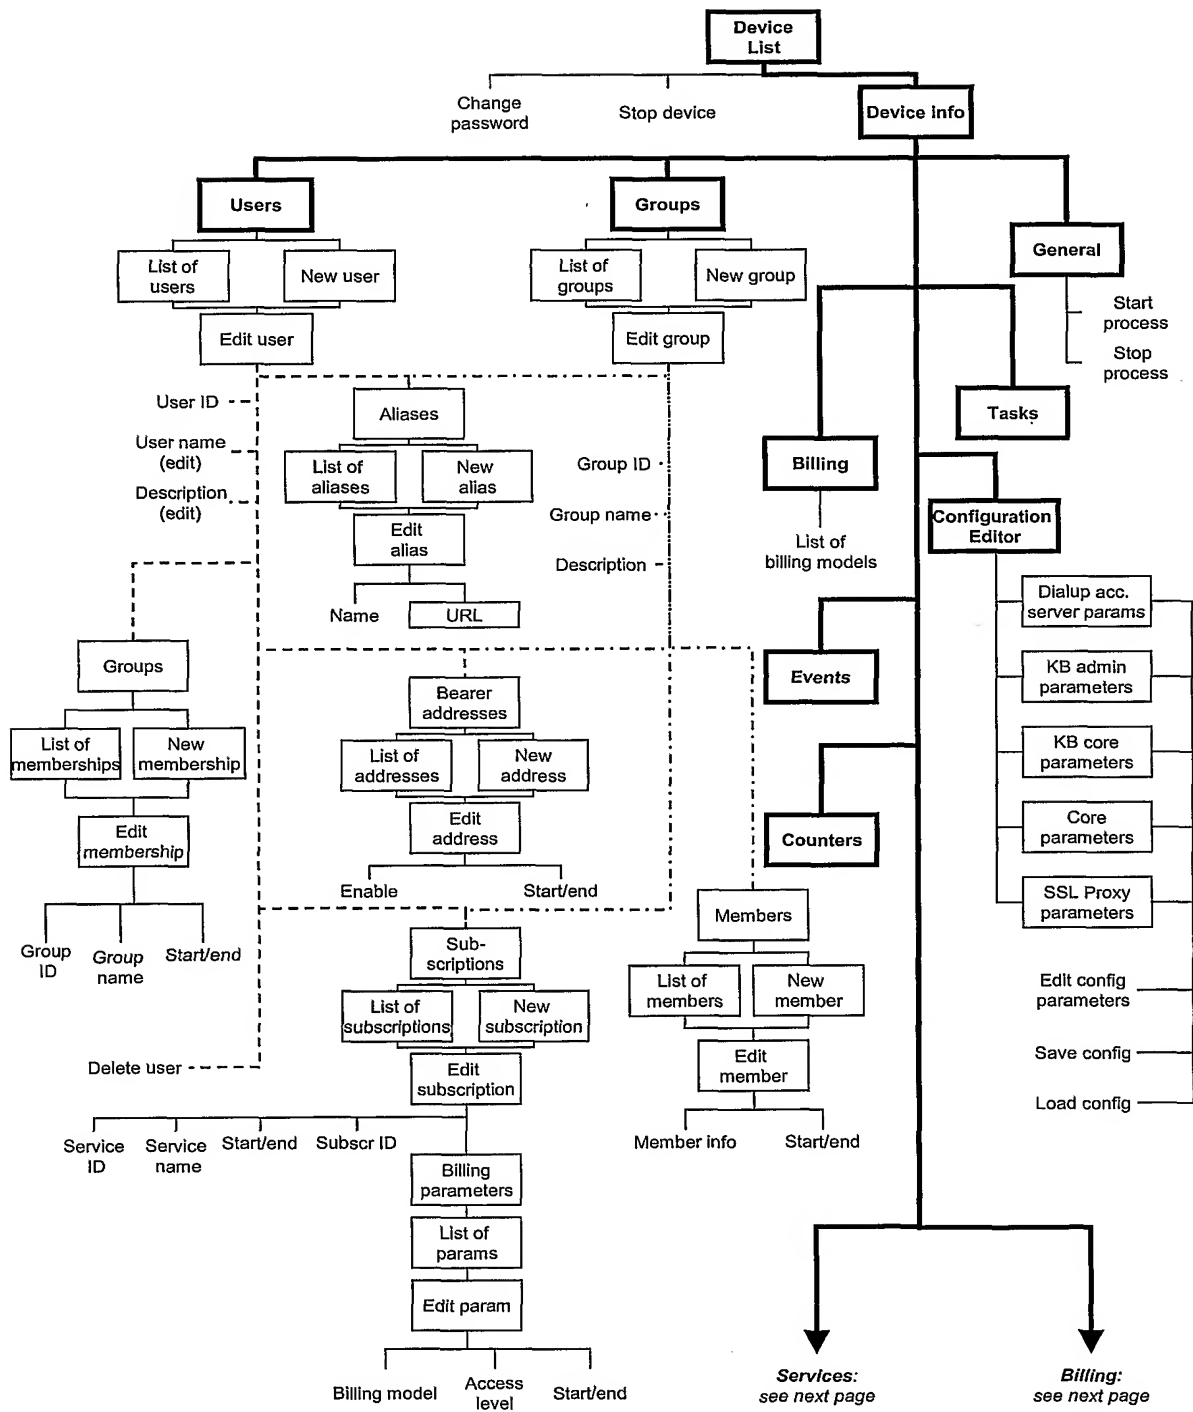 Device
List
Change
password
Stop device
Device info
Users
Groups
General
List of
users
New user
List of
groups
New group
Edit user
Edit group
Start
process
Stop
process
User ID
User name
(edit)
Description
(edit)
Aliases
List of
aliases
New
alias
Edit
alias
Name
URL
Group ID
Group name
Description
Tasks
Billing
List of
billing models
Configuration
Editor
Dialup acc.
server params
KB admin
parameters
KB core
parameters
Core
parameters
SSL Proxy
parameters
Edit config
parameters
Save config
Load config
Events
Counters
Groups
List of
memberships
New
membership
Edit
membership
Group
ID
Group
name
Start/end
Bearer
addresses
List of
addresses
New
address
Edit
address
Enable
Start/end
Members
List of
members
New
member
Edit
member
Member info
Start/end
Sub-
scriptions
List of
subscriptions
New
subscription
Edit
subscription
Delete user
Service
ID
Service
name
Start/end
Subscr ID
Billing
parameters
List of
params
Edit param
Billing model
Access
level
Start/end
Services:
see next page
Billing:
see next page